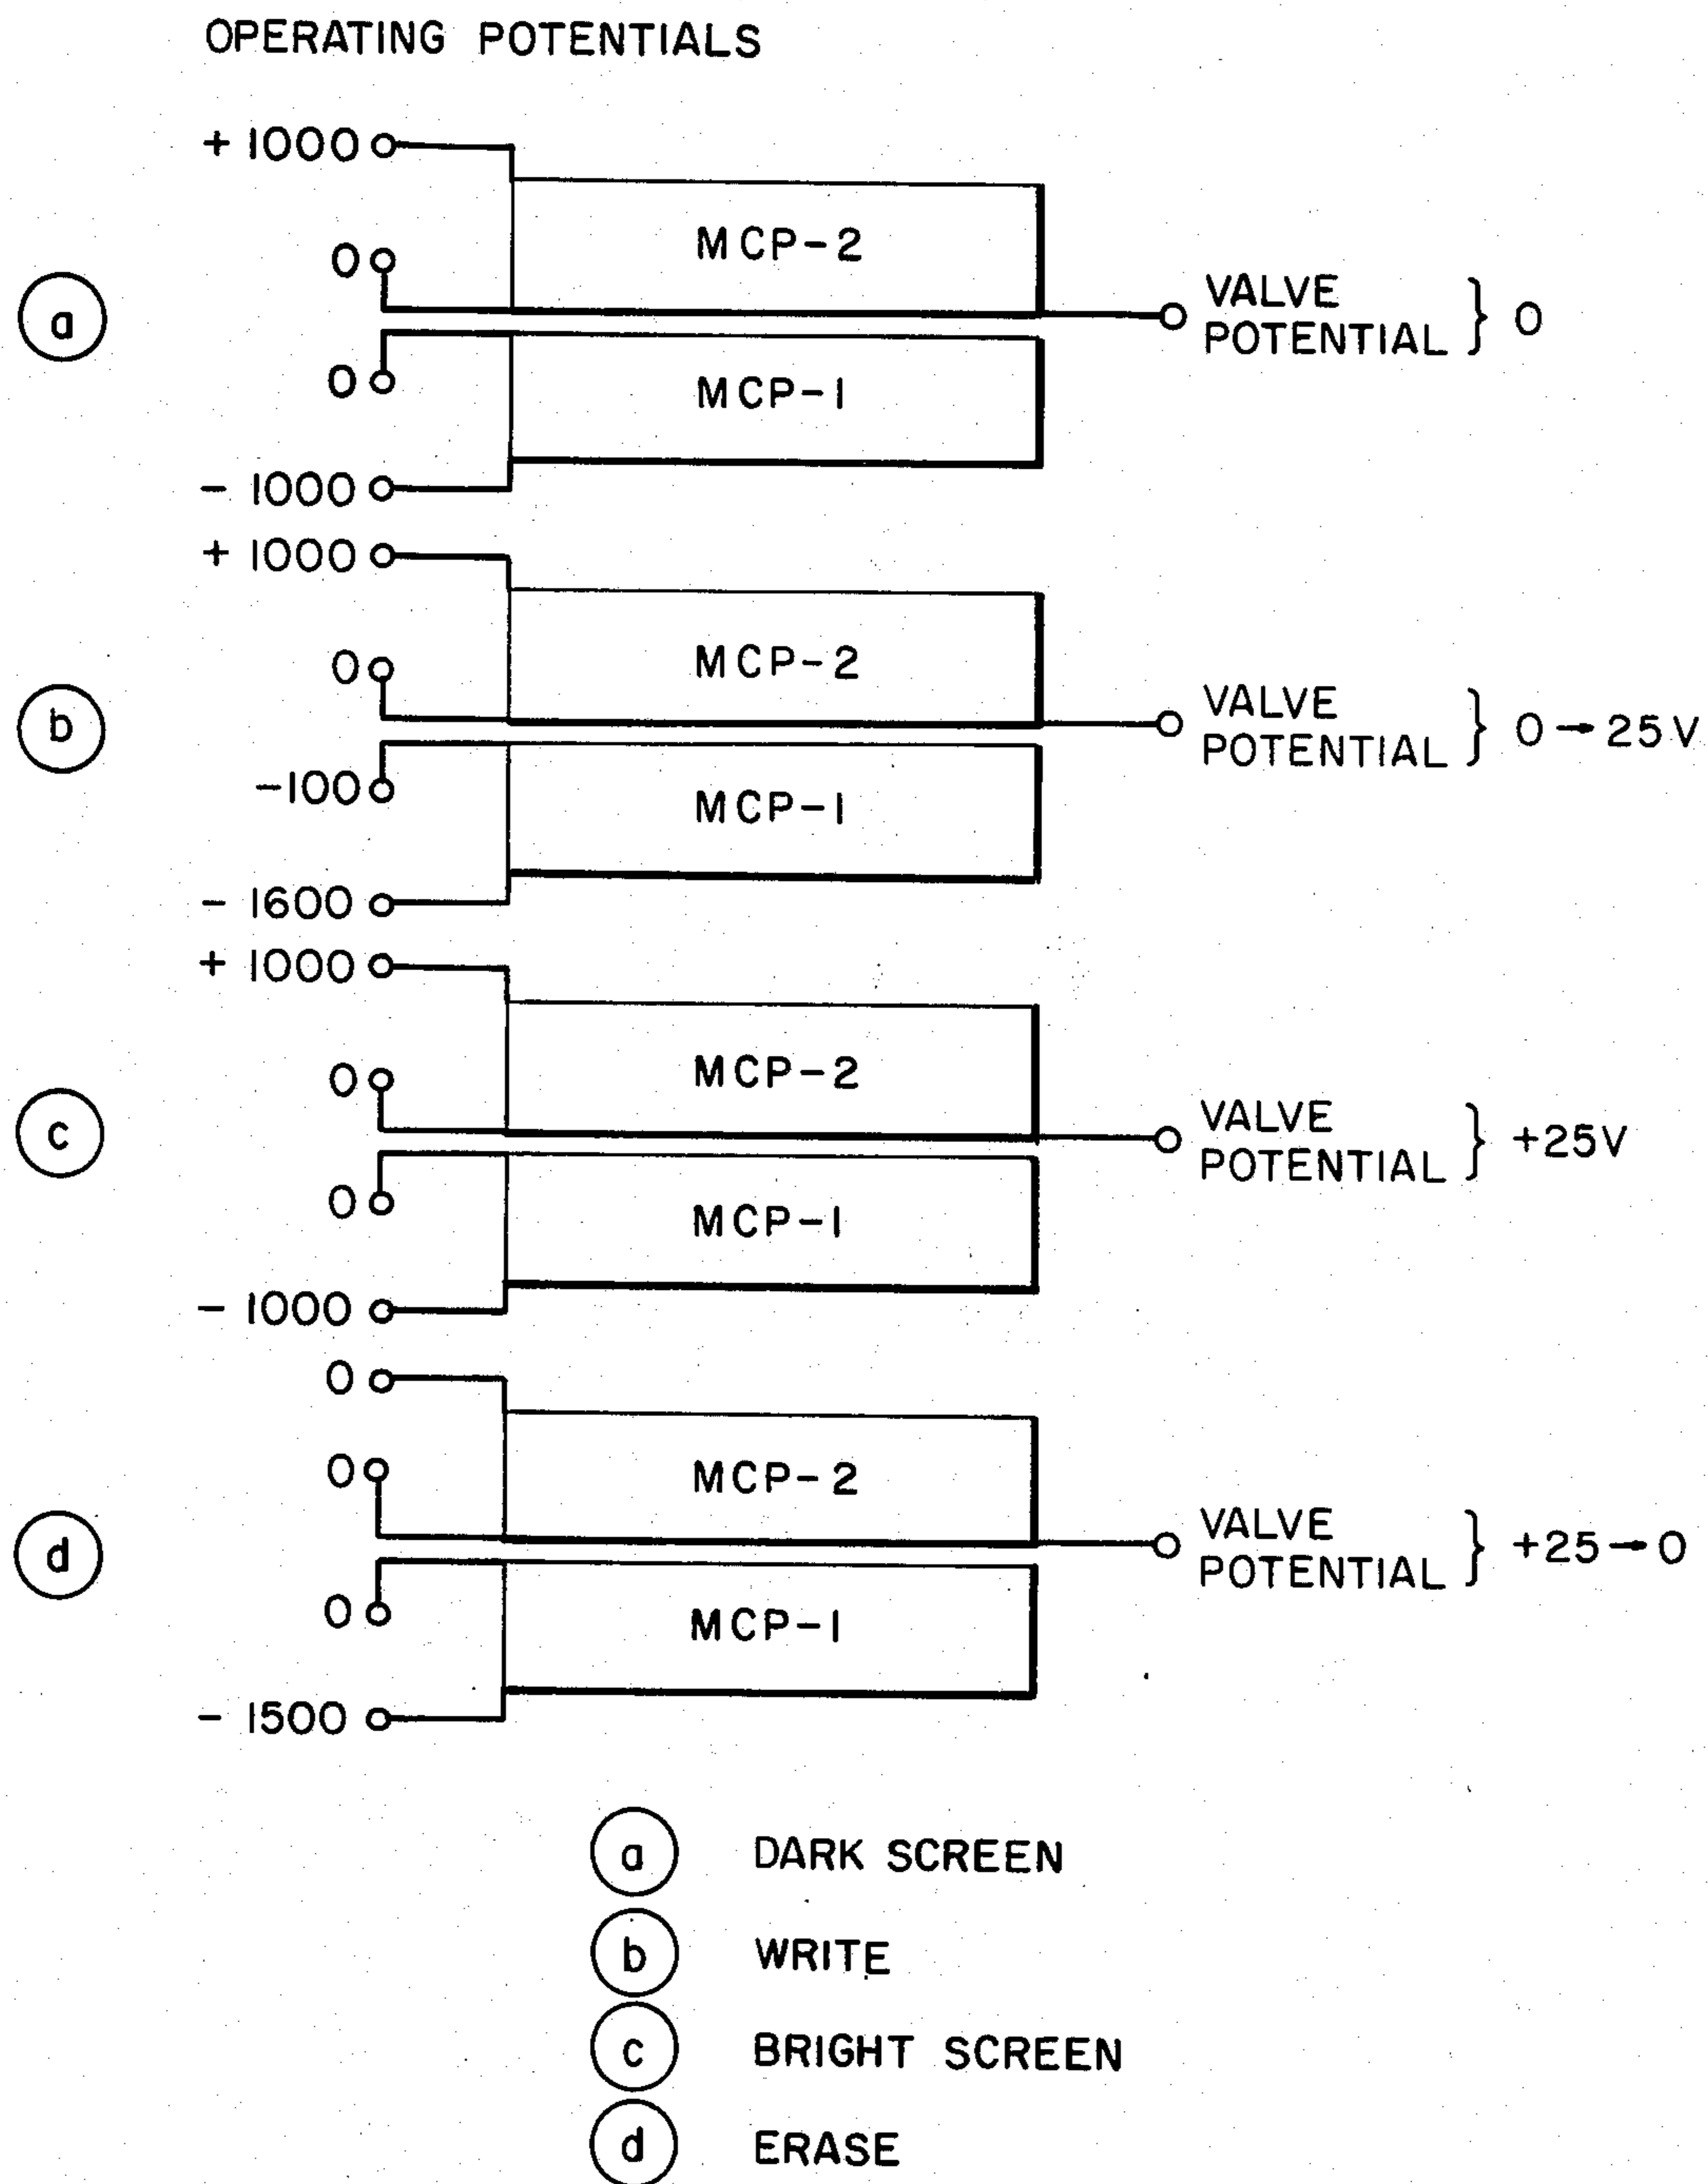 OPERATING POTENTIALS
+ 1000
MCP-2
0
a
VALVE
POTENTIAL } 0
0
MCP-1
- 1000
+ 1000
MCP-2
0
b
VALVE
POTENTIAL } 0→25V
-100
MCP-1
- 1600
+ 1000
MCP-2
0
c
VALVE
POTENTIAL } +25V
0
MCP-1
- 1000
0
MCP-2
0
d
VALVE
POTENTIAL } +25→0
0
MCP-1
- 1500
a DARK SCREEN
b WRITE
c BRIGHT SCREEN
d ERASE